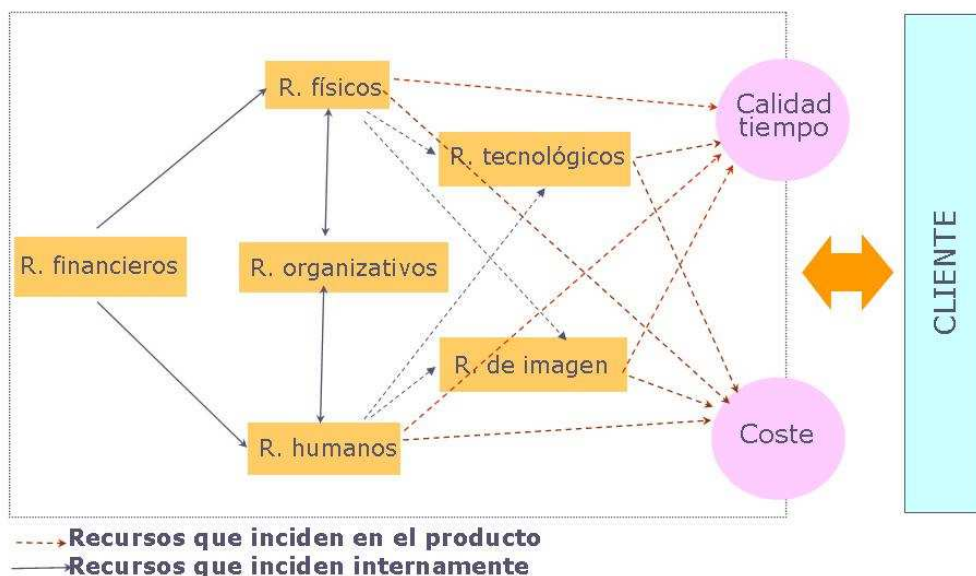 R. físicos
Calidad
tiempo
R. tecnológicos
R. financieros
R. organizativos
CLIENTE
R. de imagen
R. humanos
Coste
Recursos que inciden en el producto
Recursos que inciden internamente